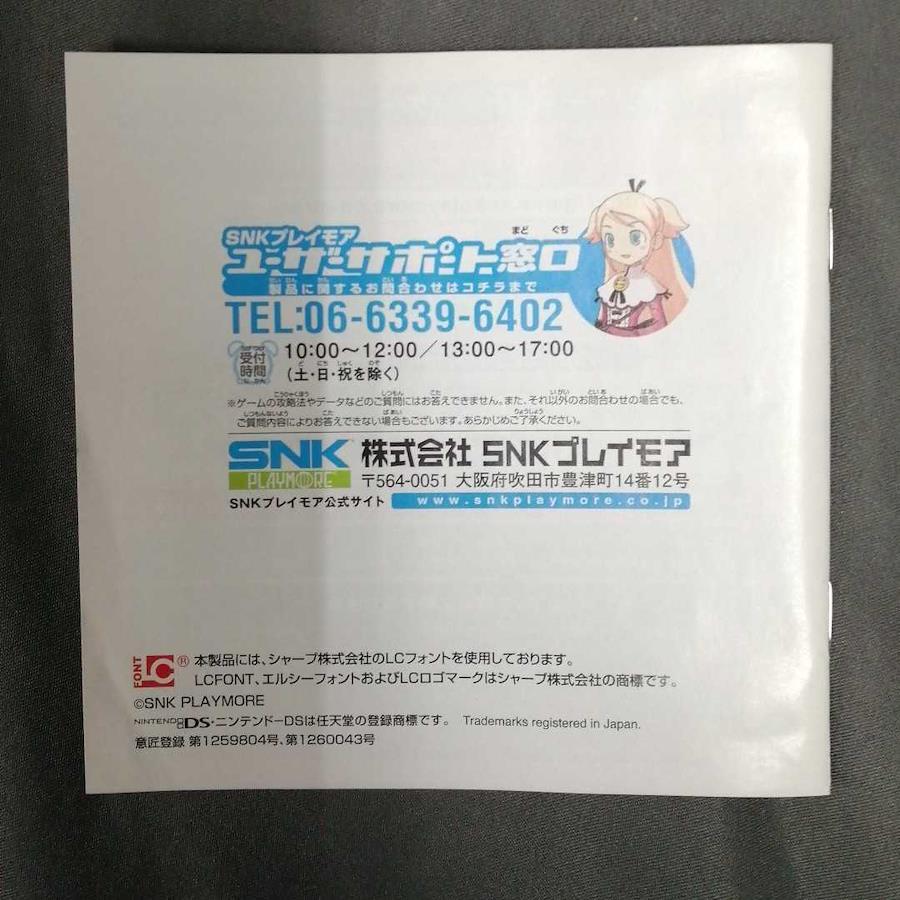 SNKプレイモア
まど ぐち
ユーザーサポート窓口
製品に関するお問合わせはコチラまで
TEL:06-6339-6402
受付時間
10:00〜12:00／13:00〜17:00
(土・日・祝を除く)
※ゲームの攻略法やデータなどのご質問にはお答えできません。また、それ以外のお問合わせの場合でも、
ご質問内容によりお答えできない場合もございます。あらかじめご了承ください。
SNK PLAYMORE
株式会社 SNKプレイモア
〒564-0051 大阪府吹田市豊津町14番12号
SNKプレイモア公式サイト www.snkplaymore.co.jp
FONT LC® 本製品には、シャープ株式会社のLCフォントを使用しております。
LCFONT、エルシーフォントおよびLCロゴマークはシャープ株式会社の商標です。
©SNK PLAYMORE
NINTENDO DS・ニンテンドーDSは任天堂の登録商標です。 Trademarks registered in Japan.
意匠登録 第1259804号、第1260043号